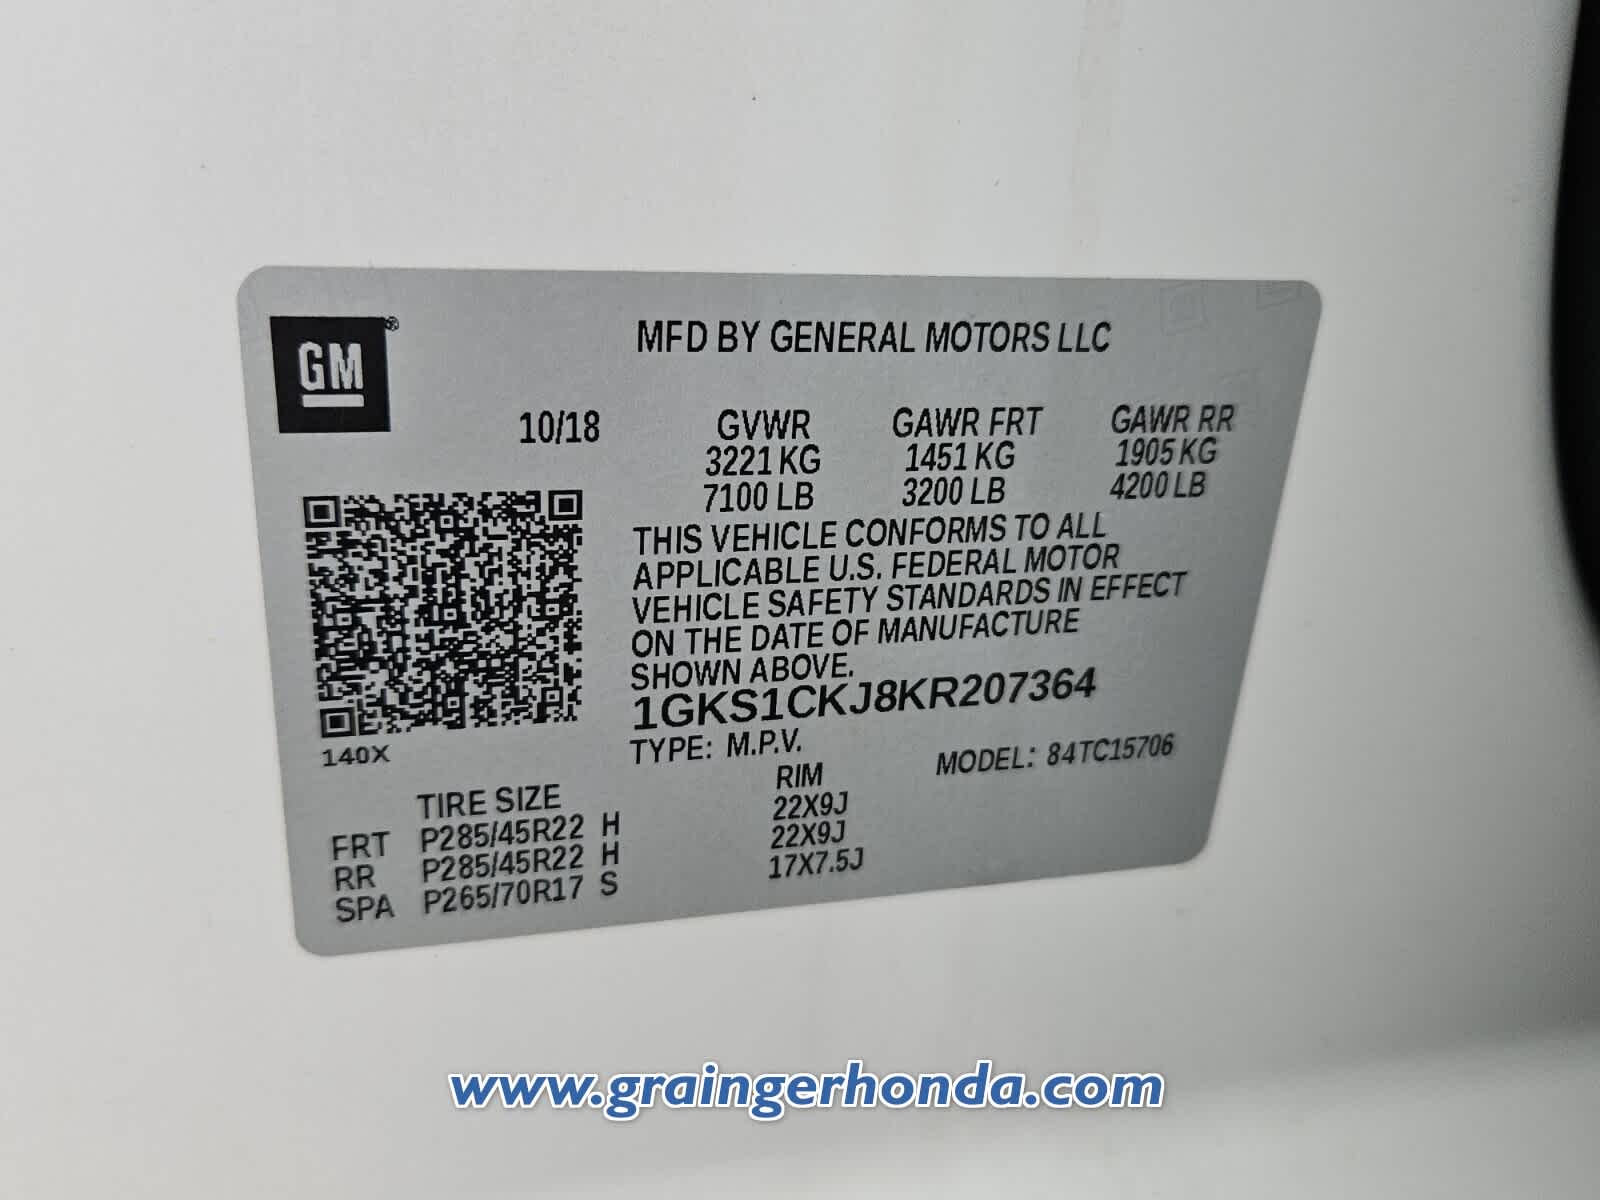 GM®
MFD BY GENERAL MOTORS LLC
10/18 GVWR GAWR FRT GAWR RR
3221 KG 1451 KG 1905 KG
7100 LB 3200 LB 4200 LB
THIS VEHICLE CONFORMS TO ALL
APPLICABLE U.S. FEDERAL MOTOR
VEHICLE SAFETY STANDARDS IN EFFECT
ON THE DATE OF MANUFACTURE
SHOWN ABOVE.
1GKS1CKJ8KR207364
140X
TYPE: M.P.V. MODEL: 84TC15706
TIRE SIZE RIM
FRT P285/45R22 H 22X9J
RR P285/45R22 H 22X9J
SPA P265/70R17 S 17X7.5J
www.graingerhonda.com